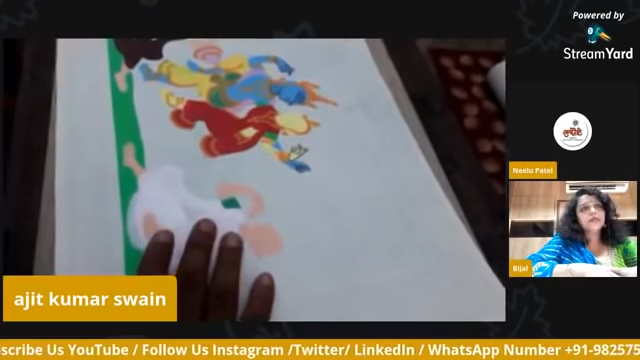 Powered by
StreamYard
Neelu Patel
Bijal
ajit kumar swain
scribe Us YouTube / Follow Us Instagram /Twitter/ LinkedIn / WhatsApp Number +91-982575